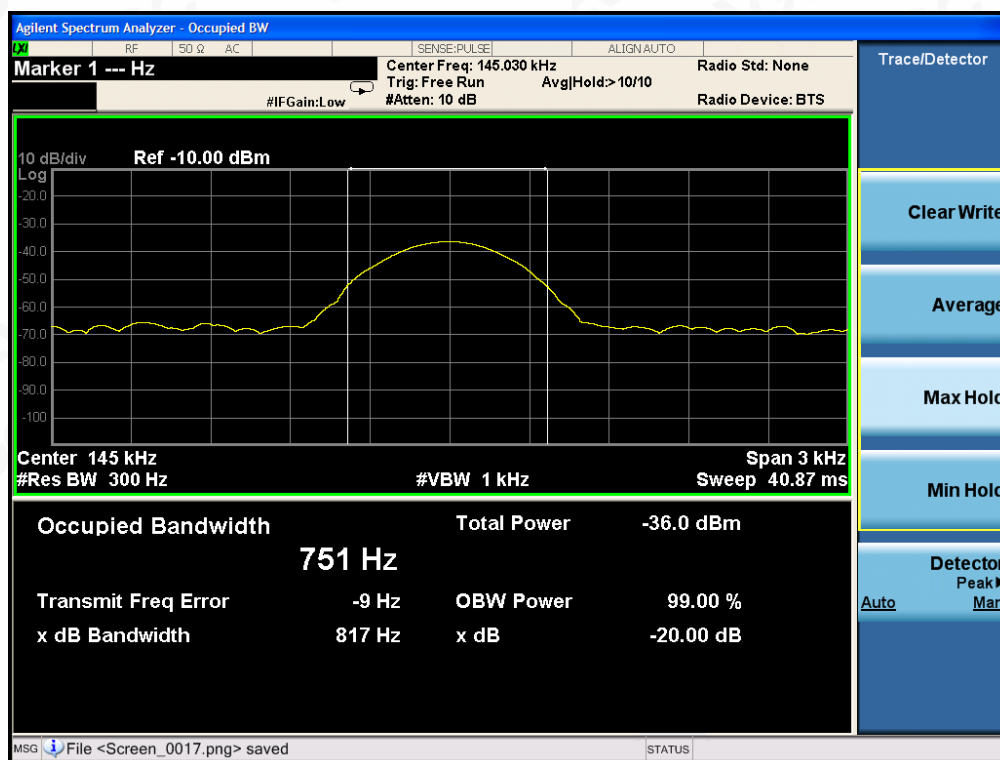 Agilent Spectrum Analyzer - Occupied BW
LXI RF 50 Ω AC SENSE:PULSE ALIGN AUTO
Marker 1 --- Hz
#IFGain:Low
Center Freq: 145.030 kHz
Trig: Free Run Avg|Hold:> 10/10
#Atten: 10 dB
Radio Std: None
Radio Device: BTS
10 dB/div Ref -10.00 dBm
Log
-20.0
-30.0
-40.0
-50.0
-60.0
-70.0
-80.0
-90.0
-100
Center 145 kHz Span 3 kHz
#Res BW 300 Hz #VBW 1 kHz Sweep 40.87 ms
Occupied Bandwidth
751 Hz
Total Power -36.0 dBm
Transmit Freq Error -9 Hz OBW Power 99.00 %
x dB Bandwidth 817 Hz x dB -20.00 dB
Trace/Detector
Clear Write
Average
Max Hold
Min Hold
Detector
Peak▶
Auto Man
MSG File <Screen_0017.png> saved STATUS